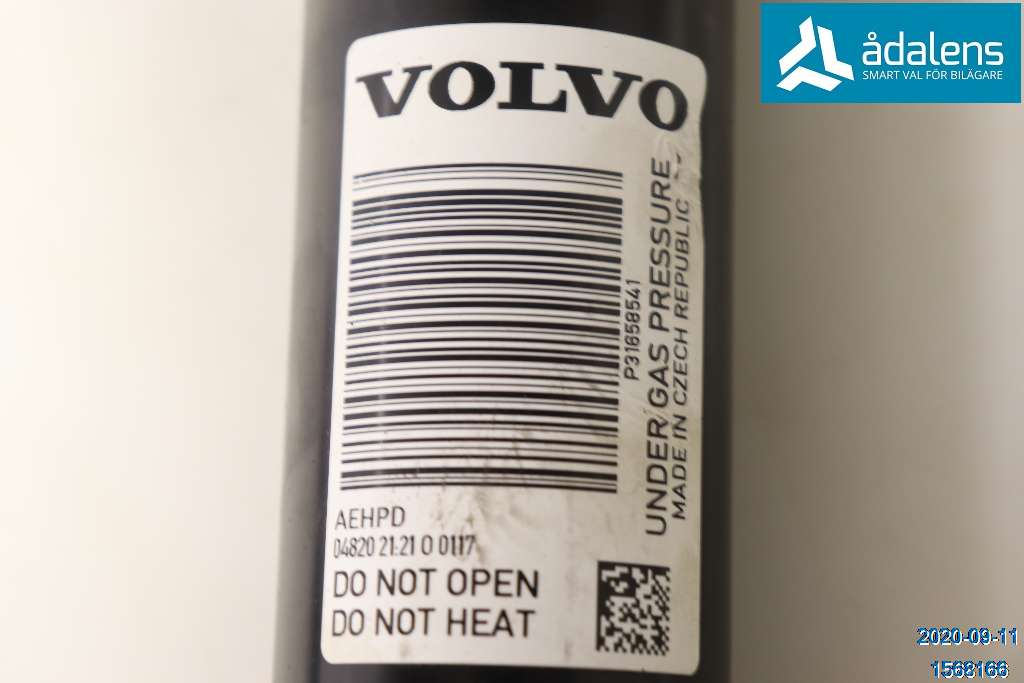 ådalens
SMART VAL FÖR BILÄGARE
VOLVO
P31658541
UNDER GAS PRESSURE
MADE IN CZECH REPUBLIC
AEHPD
04820 21:21 0 0117
DO NOT OPEN
DO NOT HEAT
2020-09-11
1568166